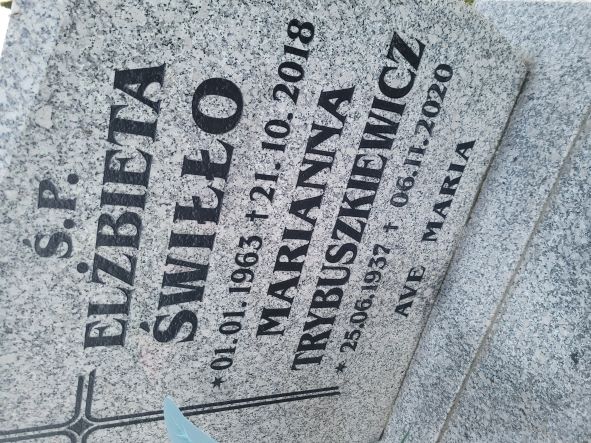 Ś.P.
ELŻBIETA
ŚWIŁŁO
★ 01.01.1963 † 21.10.2018
MARIANNA
TRYBUSZKIEWICZ
★ 25.06.1937 † 06.11.2020
AVE MARIA